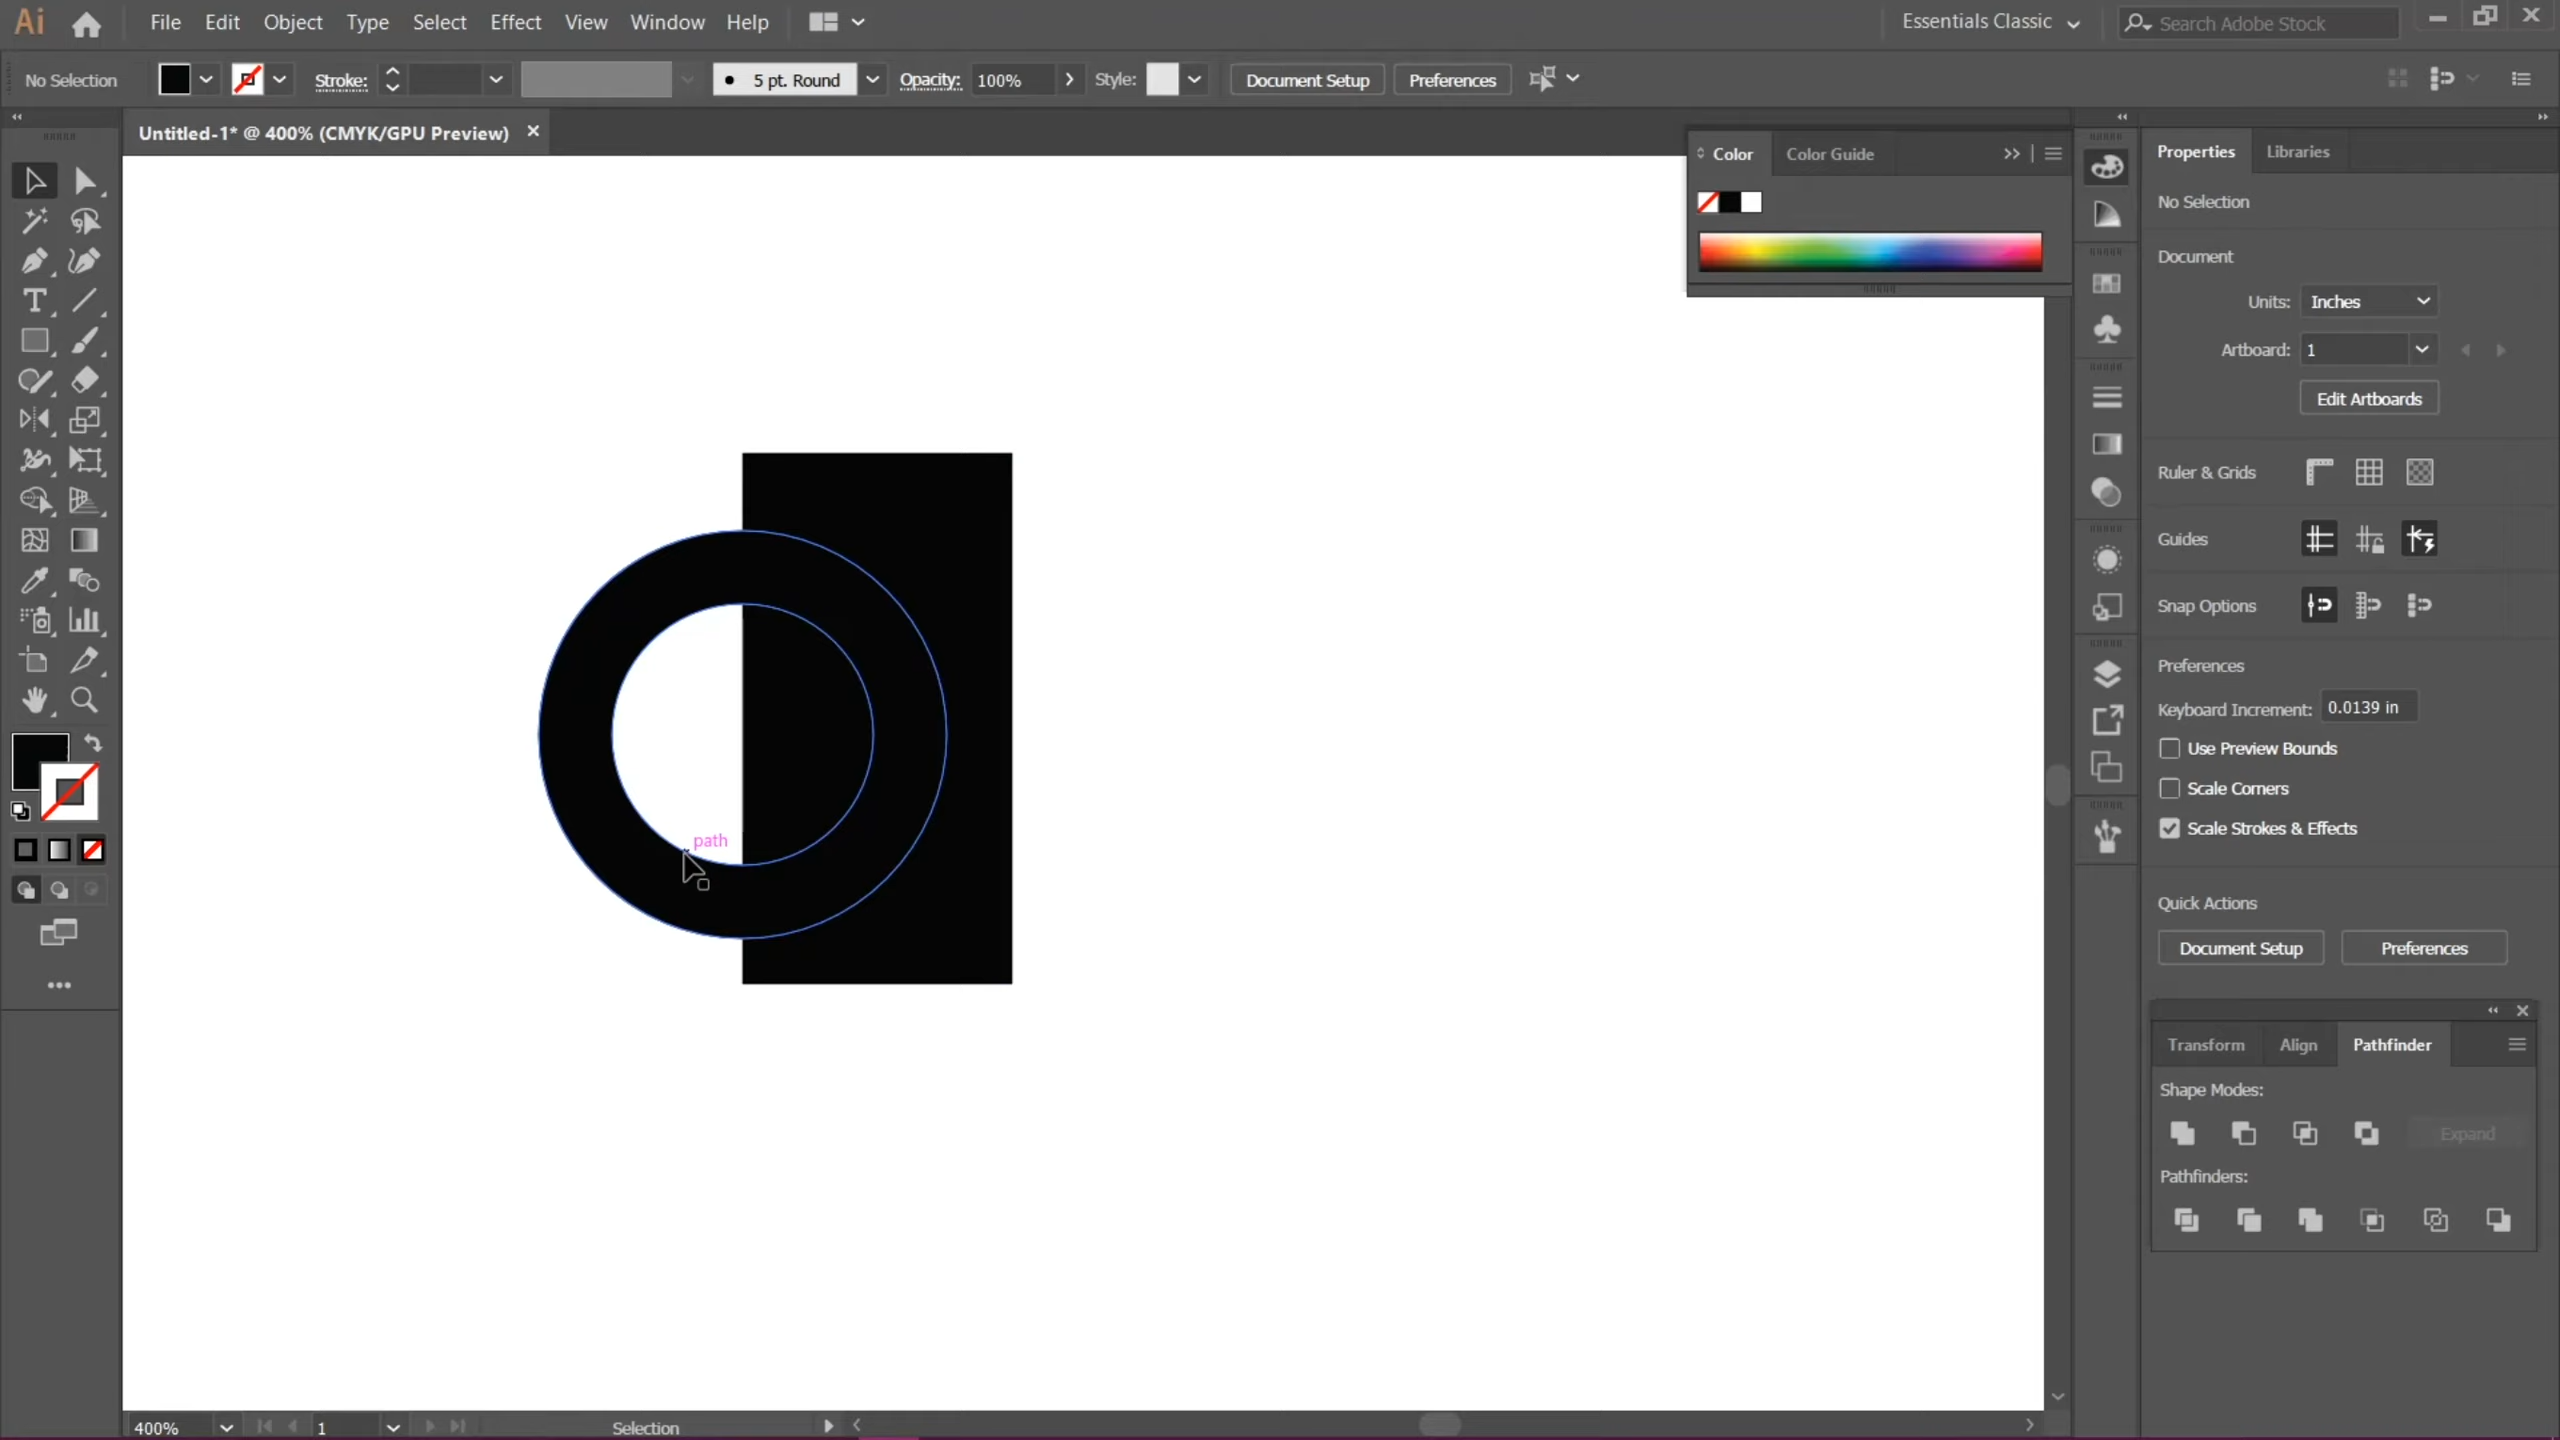 Ai File Edit Object Type Select Effect View Window Help Essentials Classic Search Adobe Stock
No Selection Stroke: 5 pt. Round Opacity: 100% Style: Document Setup Preferences
Untitled-1* @ 400% (CMYK/GPU Preview)
Color Color Guide
Properties Libraries
No Selection
Document
Units: Inches
Artboard: 1
Edit Artboards
Ruler & Grids
Guides
Snap Options
Preferences
Keyboard Increment: 0.0139 in
Use Preview Bounds
Scale Corners
Scale Strokes & Effects
path
Quick Actions
Document Setup Preferences
Transform Align Pathfinder
Shape Modes:
Expand
Pathfinders:
400% 1 Selection